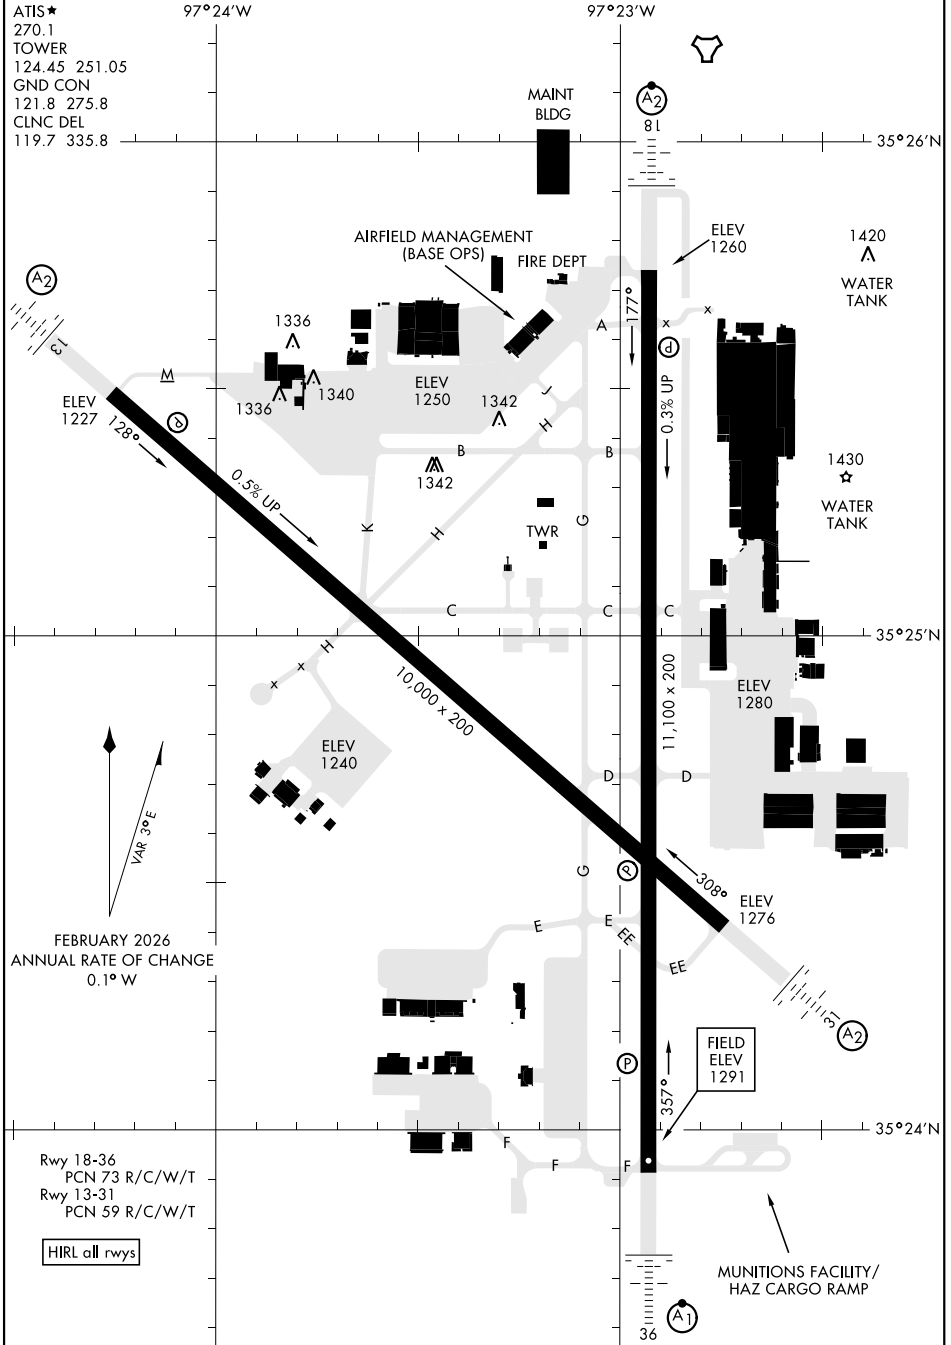 ATIS★
270.1
TOWER
124.45 251.05
GND CON
121.8 275.8
CLNC DEL
119.7 335.8
97°24'W
97°23'W
A2
18
MAINT
BLDG
35°26'N
AIRFIELD MANAGEMENT
(BASE OPS)
FIRE DEPT
ELEV
1260
1420
WATER
TANK
A2
13
177°
A
x
x
P
1336
M
1336
1340
ELEV
1250
1342
J
H
ELEV
1227
P
128°
0.3% UP
B
B
1342
1430
WATER
TANK
0.5% UP
K
H
G
TWR
C
C
C
35°25'N
H
x
x
10,000 x 200
11,100 x 200
ELEV
1280
ELEV
1240
D
D
VAR 3°E
P
G
308°
ELEV
1276
FEBRUARY 2026
ANNUAL RATE OF CHANGE
0.1° W
E
E
EE
EE
31
A2
P
357°
FIELD
ELEV
1291
35°24'N
F
F
F
Rwy 18-36
PCN 73 R/C/W/T
Rwy 13-31
PCN 59 R/C/W/T
HIRL all rwys
MUNITIONS FACILITY/
HAZ CARGO RAMP
A1
36